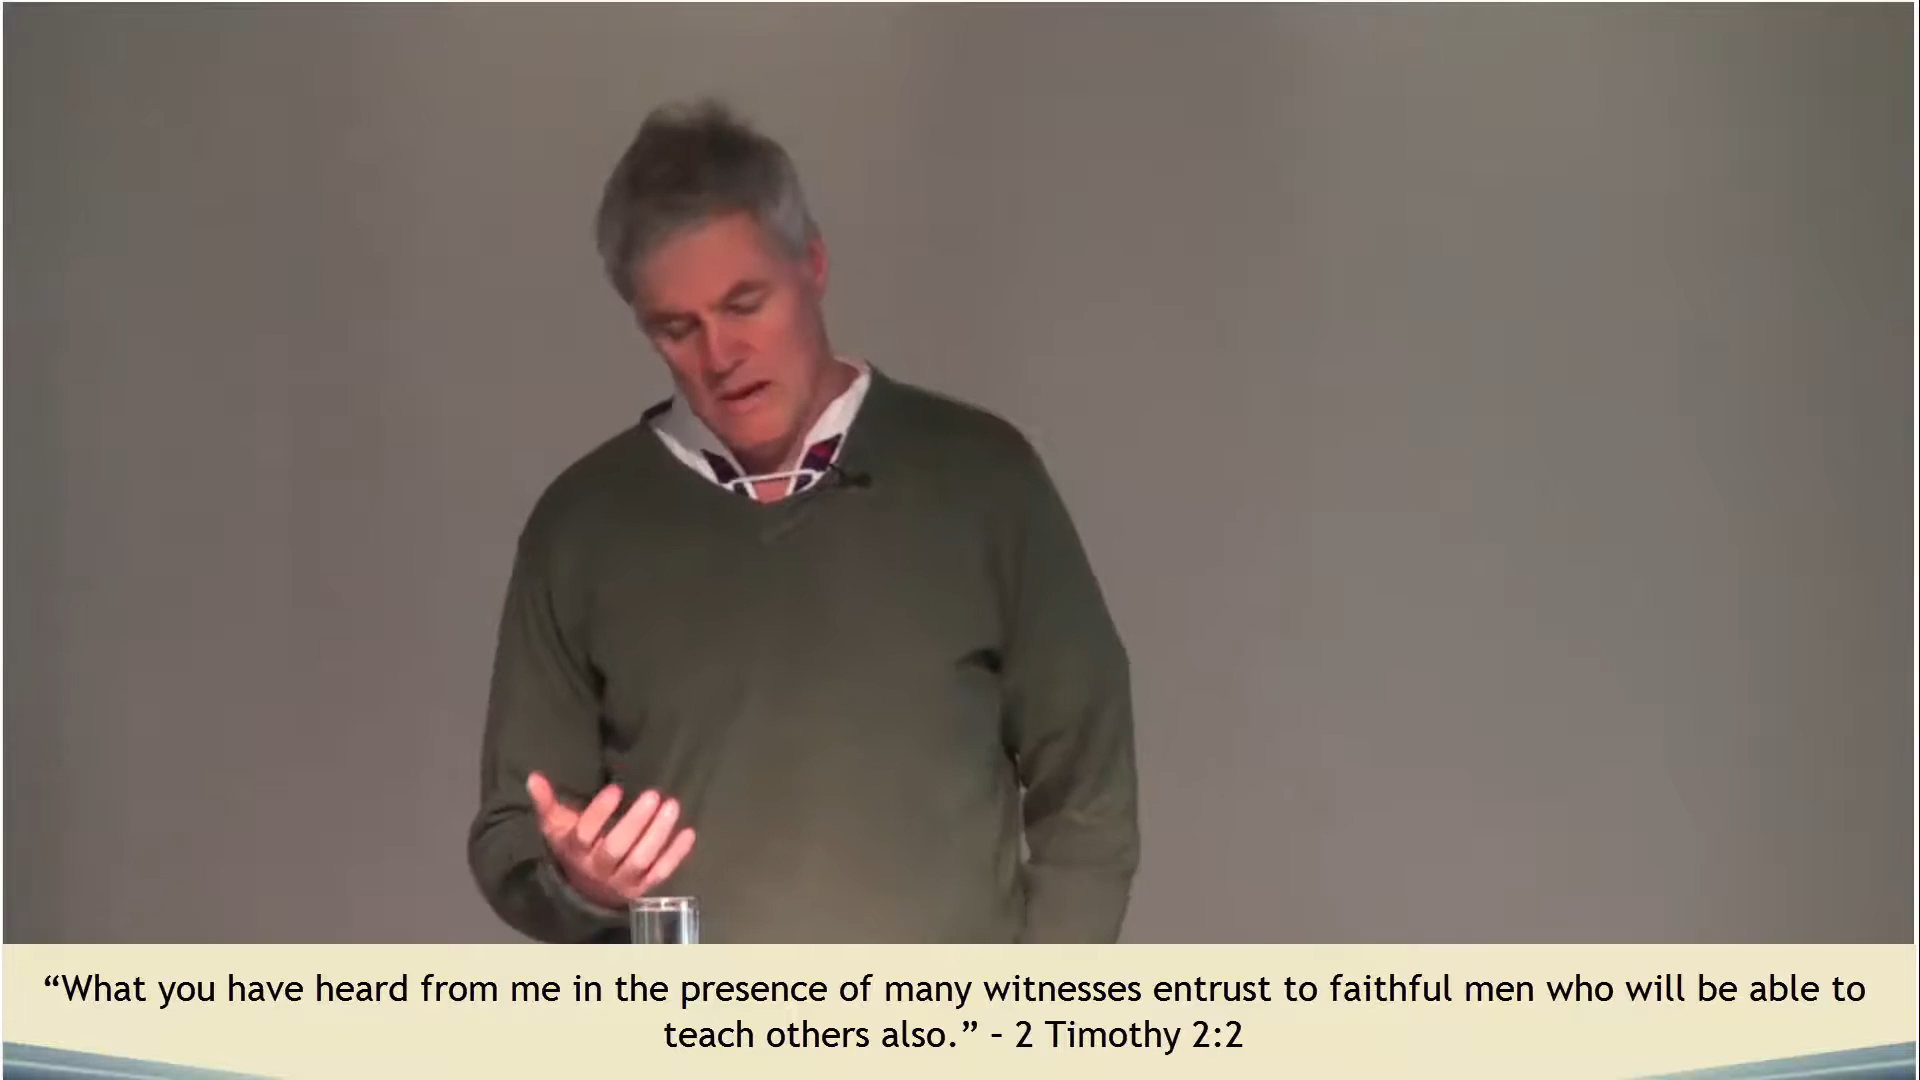 “What you have heard from me in the presence of many witnesses entrust to faithful men who will be able to
teach others also.” – 2 Timothy 2:2